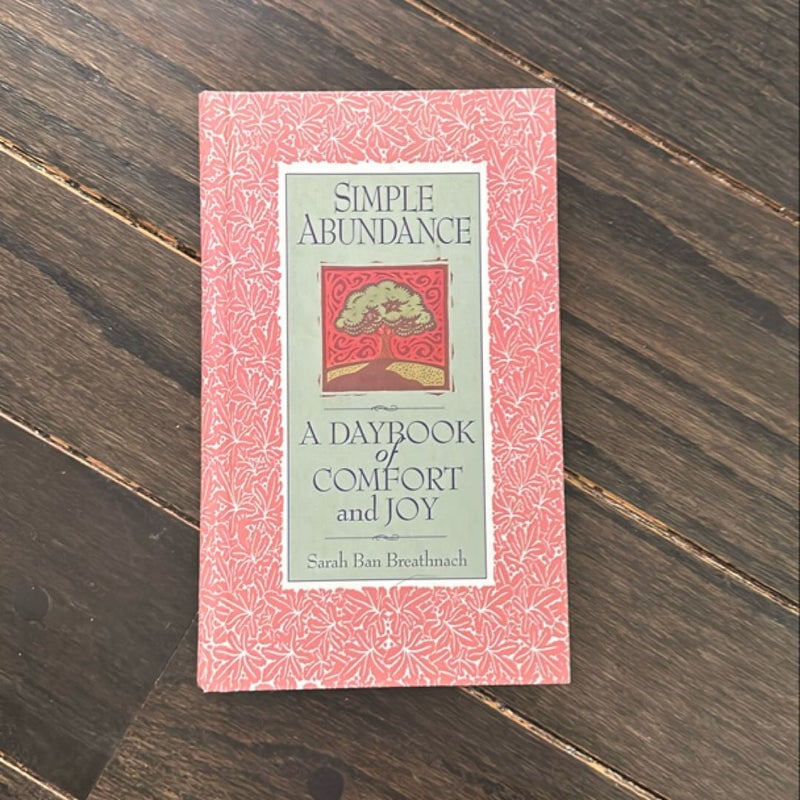 SIMPLE
ABUNDANCE
A DAYBOOK
of
COMFORT
and JOY
Sarah Ban Breathnach